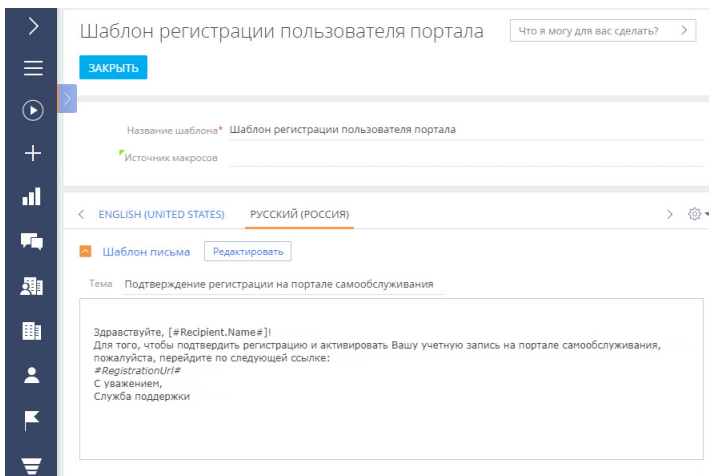 Шаблон регистрации пользователя портала
Что я могу для вас сделать?
ЗАКРЫТЬ
Название шаблона* Шаблон регистрации пользователя портала
Источник макросов
ENGLISH (UNITED STATES) РУССКИЙ (РОССИЯ)
Шаблон письма Редактировать
Тема Подтверждение регистрации на портале самообслуживания
Здравствуйте, [#Recipient.Name#]!
Для того, чтобы подтвердить регистрацию и активировать Вашу учетную запись на портале самообслуживания,
пожалуйста, перейдите по следующей ссылке:
#RegistrationUrl#
С уважением,
Служба поддержки